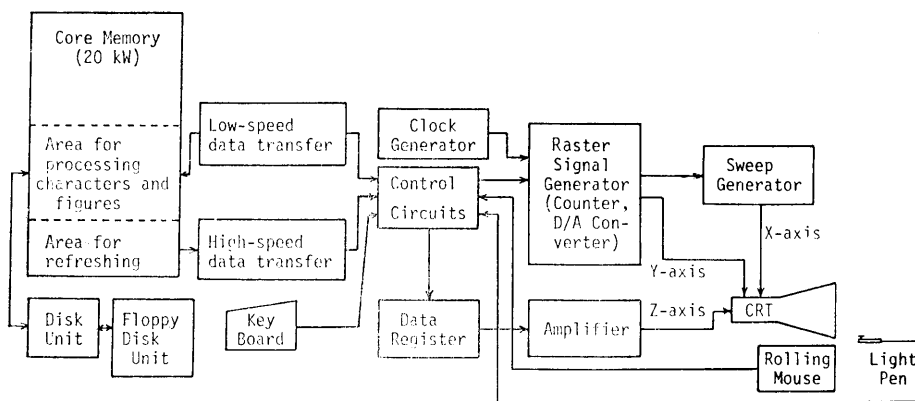 Core Memory
(20 kW)
Area for
processing
characters and
figures
Area for
refreshing
Low-speed
data transfer
High-speed
data transfer
Clock
Generator
Control
Circuits
Raster
Signal
Generator
(Counter,
D/A Con-
verter)
Sweep
Generator
X-axis
Y-axis
Z-axis
CRT
Disk
Unit
Floppy
Disk
Unit
Key
Board
Data
Register
Amplifier
Rolling
Mouse
Light
Pen